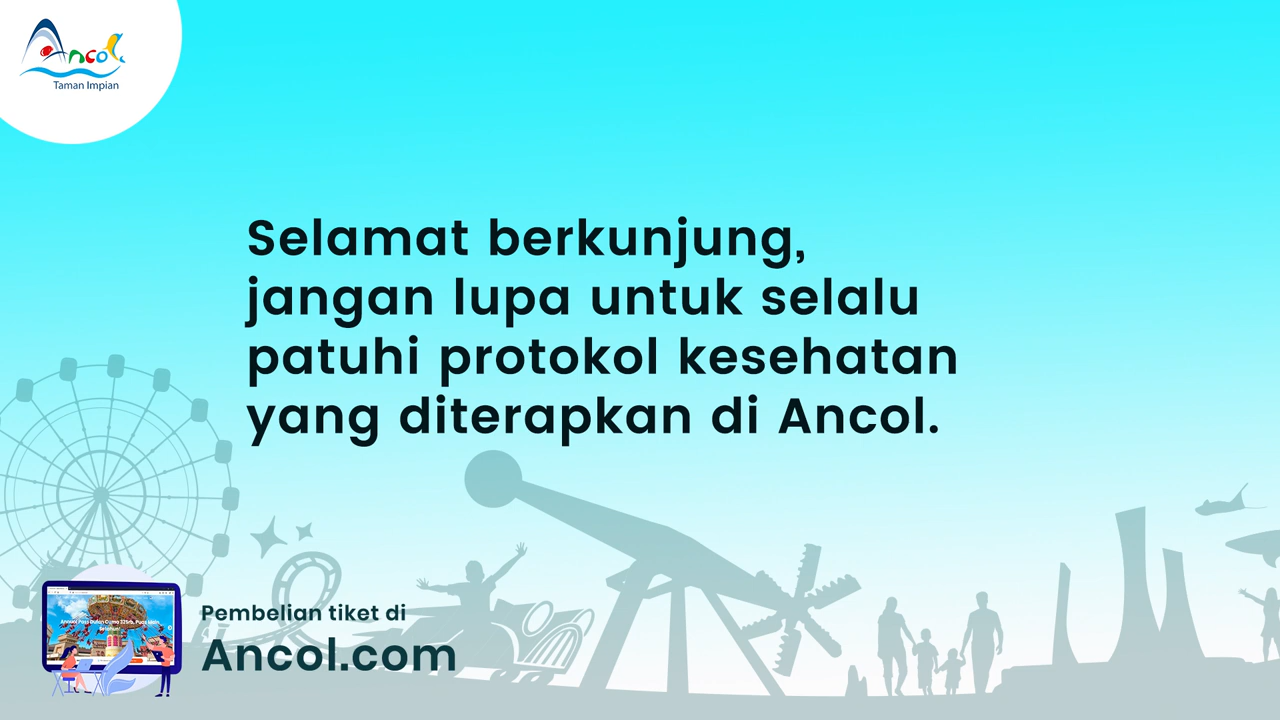 Ancol
Taman Impian
Selamat berkunjung,
jangan lupa untuk selalu
patuhi protokol kesehatan
yang diterapkan di Ancol.
Pembelian tiket di
Ancol.com